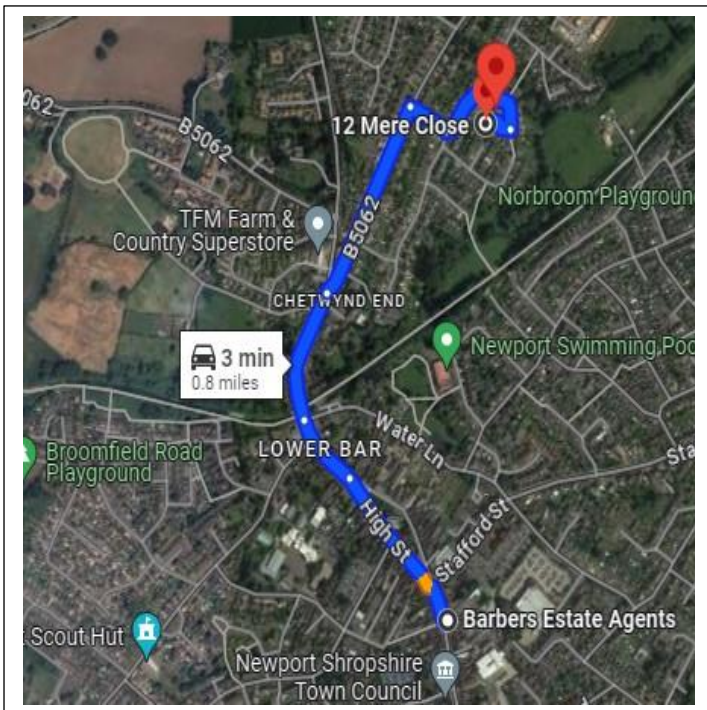 B5062
12 Mere Close
TFM Farm &
Country Superstore
B5062
Norbroom Playgroun
CHETWYND END
3 min
0.8 miles
Newport Swimming Poo
Broomfield Road
Playground
LOWER BAR
Water Ln
Sta
High St
Stafford St
Barbers Estate Agents
Scout Hut
Newport Shropshire
Town Council